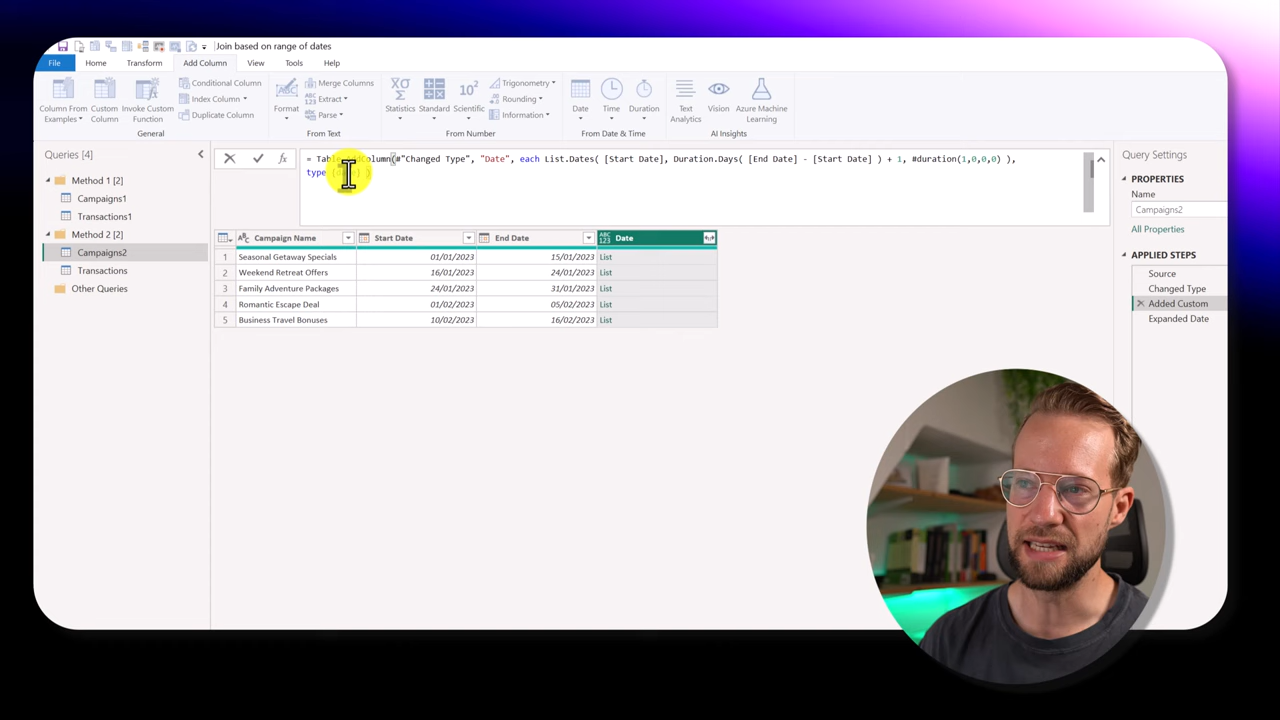 Join based on range of dates
File Home Transform Add Column View Tools Help
Column From Examples Custom Column Invoke Custom Function
Conditional Column
Index Column
Duplicate Column
General
Format
Merge Columns
Extract
Parse
From Text
Statistics Standard Scientific
Trigonometry
Rounding
Information
From Number
Date Time Duration
From Date & Time
Text Analytics Vision Azure Machine Learning
AI Insights
Queries [4]
Method 1 [2]
Campaigns1
Transactions1
Method 2 [2]
Campaigns2
Transactions
Other Queries
= Table.AddColumn(#"Changed Type", "Date", each List.Dates( [Start Date], Duration.Days( [End Date] - [Start Date] ) + 1, #duration(1,0,0,0) ),
type {date} )
Campaign Name Start Date End Date Date
1 Seasonal Getaway Specials 01/01/2023 15/01/2023 List
2 Weekend Retreat Offers 16/01/2023 24/01/2023 List
3 Family Adventure Packages 24/01/2023 31/01/2023 List
4 Romantic Escape Deal 01/02/2023 05/02/2023 List
5 Business Travel Bonuses 10/02/2023 16/02/2023 List
Query Settings
PROPERTIES
Name
Campaigns2
All Properties
APPLIED STEPS
Source
Changed Type
Added Custom
Expanded Date